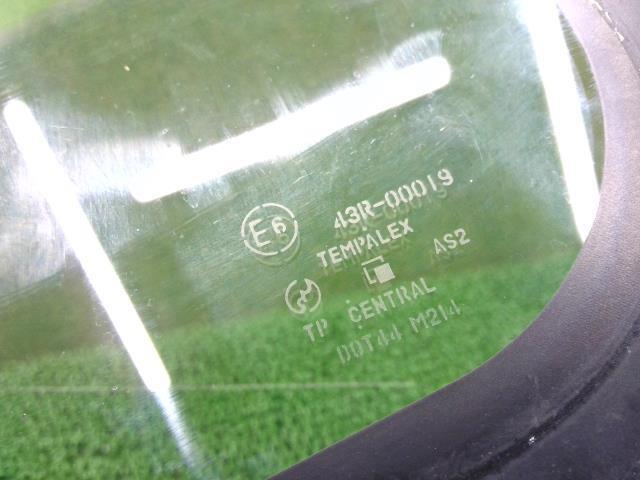 E6 43R-00019
TEMPALEX
AS2
TP CENTRAL
DOT44 M214